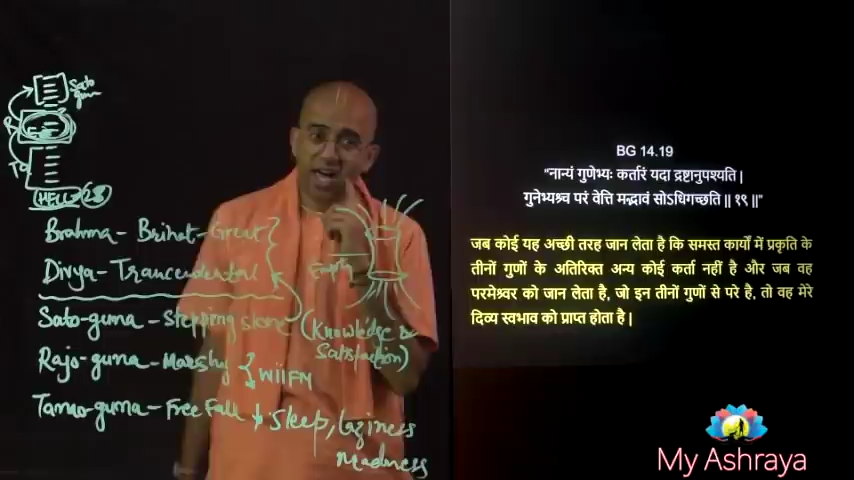 Sato
guna
HELL 28
Brahma - Brihat - Great
Divya - Trancendental
Empty
Sato-guna - Stepping stone (Knowledge &
Satisfaction)
Rajo-guna - Marshy
WIIFM
Tamo-guna - Free Fall
Sleep, laziness
Madness
BG 14.19
"नान्यं गुणेभ्यः कर्तारं यदा द्रष्टानुपश्यति |
गुनेभ्यश्र्च परं वेत्ति मद्भावं सोऽधिगच्छति || १९ ||"
जब कोई यह अच्छी तरह जान लेता है कि समस्त कार्यों में प्रकृति के
तीनों गुणों के अतिरिक्त अन्य कोई कर्ता नहीं है और जब वह
परमेश्र्वर को जान लेता है, जो इन तीनों गुणों से परे है, तो वह मेरे
दिव्य स्वभाव को प्राप्त होता है |
My Ashraya